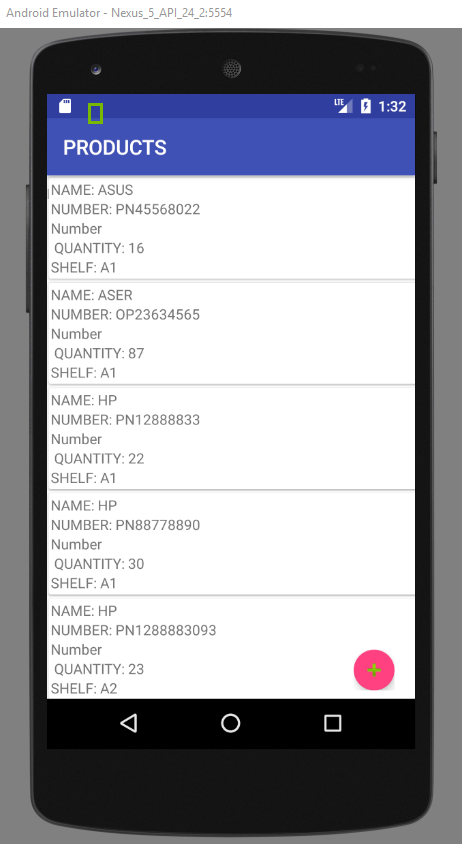 Android Emulator - Nexus_5_API_24_2:5554
LTE 1:32
PRODUCTS
NAME: ASUS
NUMBER: PN45568022
Number
QUANTITY: 16
SHELF: A1
NAME: ASER
NUMBER: OP23634565
Number
QUANTITY: 87
SHELF: A1
NAME: HP
NUMBER: PN12888833
Number
QUANTITY: 22
SHELF: A1
NAME: HP
NUMBER: PN88778890
Number
QUANTITY: 30
SHELF: A1
NAME: HP
NUMBER: PN1288883093
Number
QUANTITY: 23
SHELF: A2
+